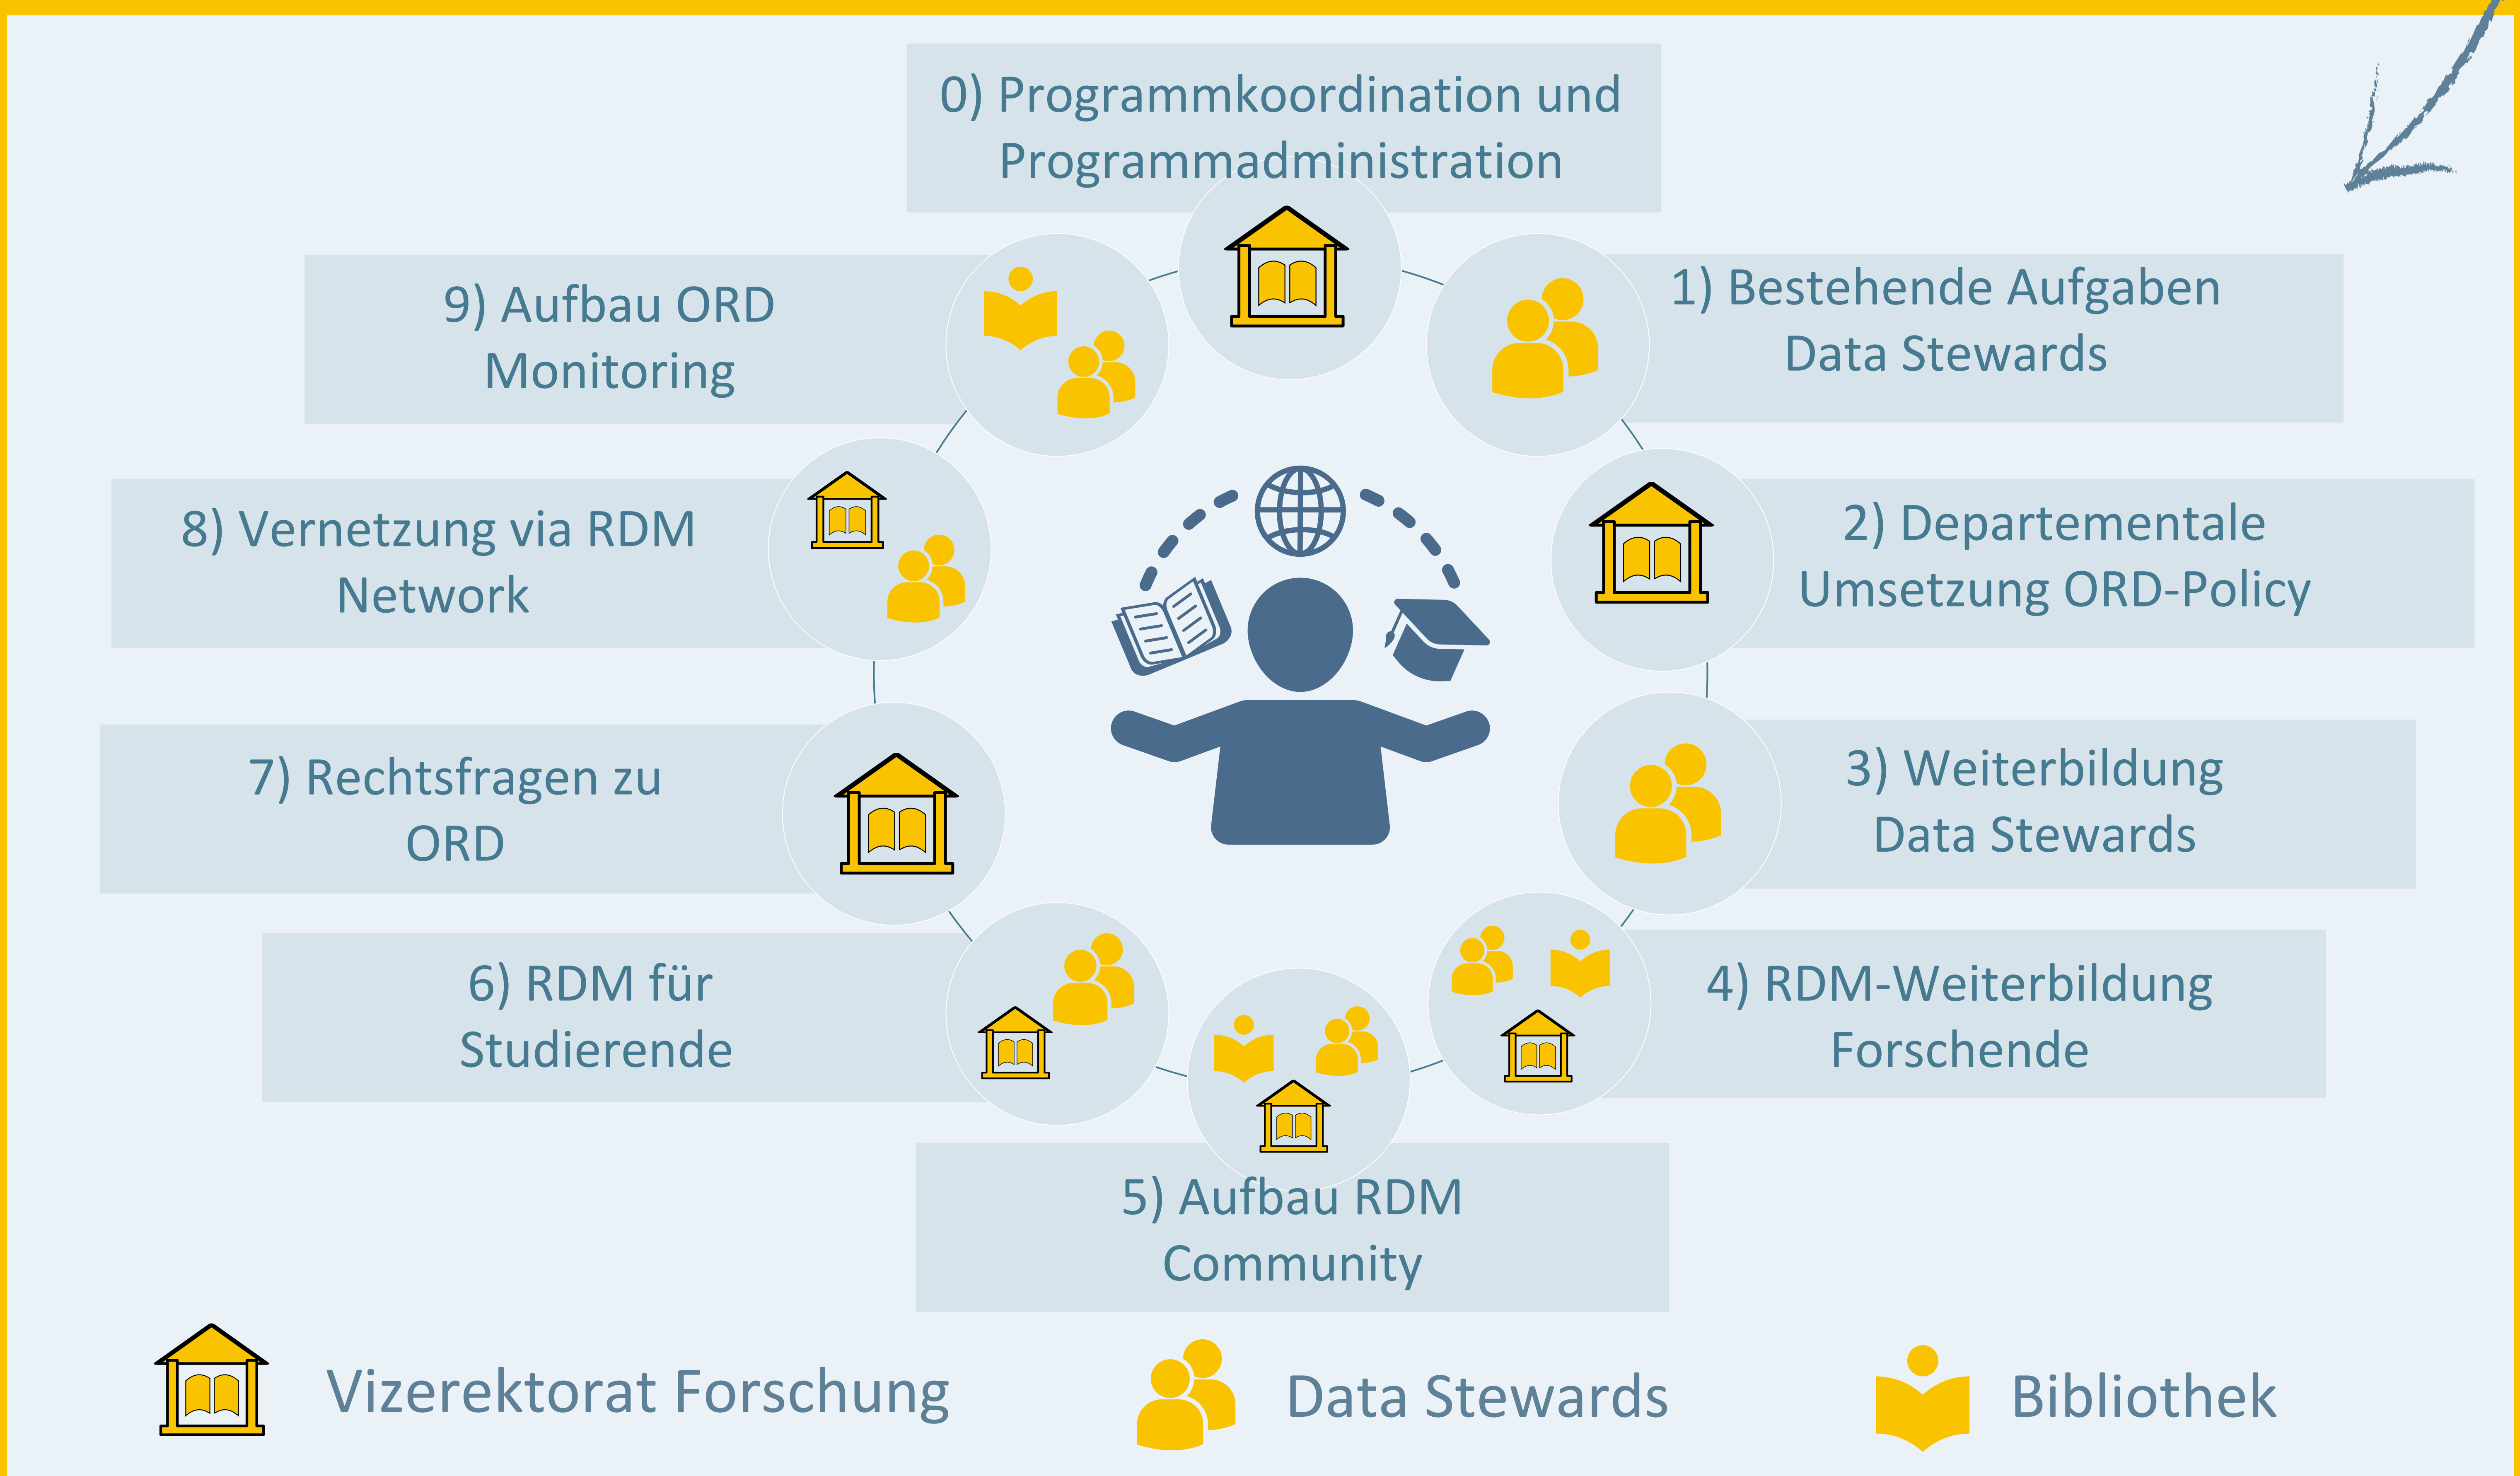 0) Programmkoordination und
Programmadministration
1) Bestehende Aufgaben
Data Stewards
2) Departementale
Umsetzung ORD-Policy
3) Weiterbildung
Data Stewards
4) RDM-Weiterbildung
Forschende
5) Aufbau RDM
Community
6) RDM für
Studierende
7) Rechtsfragen zu
ORD
8) Vernetzung via RDM
Network
9) Aufbau ORD
Monitoring
Vizerektorat Forschung
Data Stewards
Bibliothek